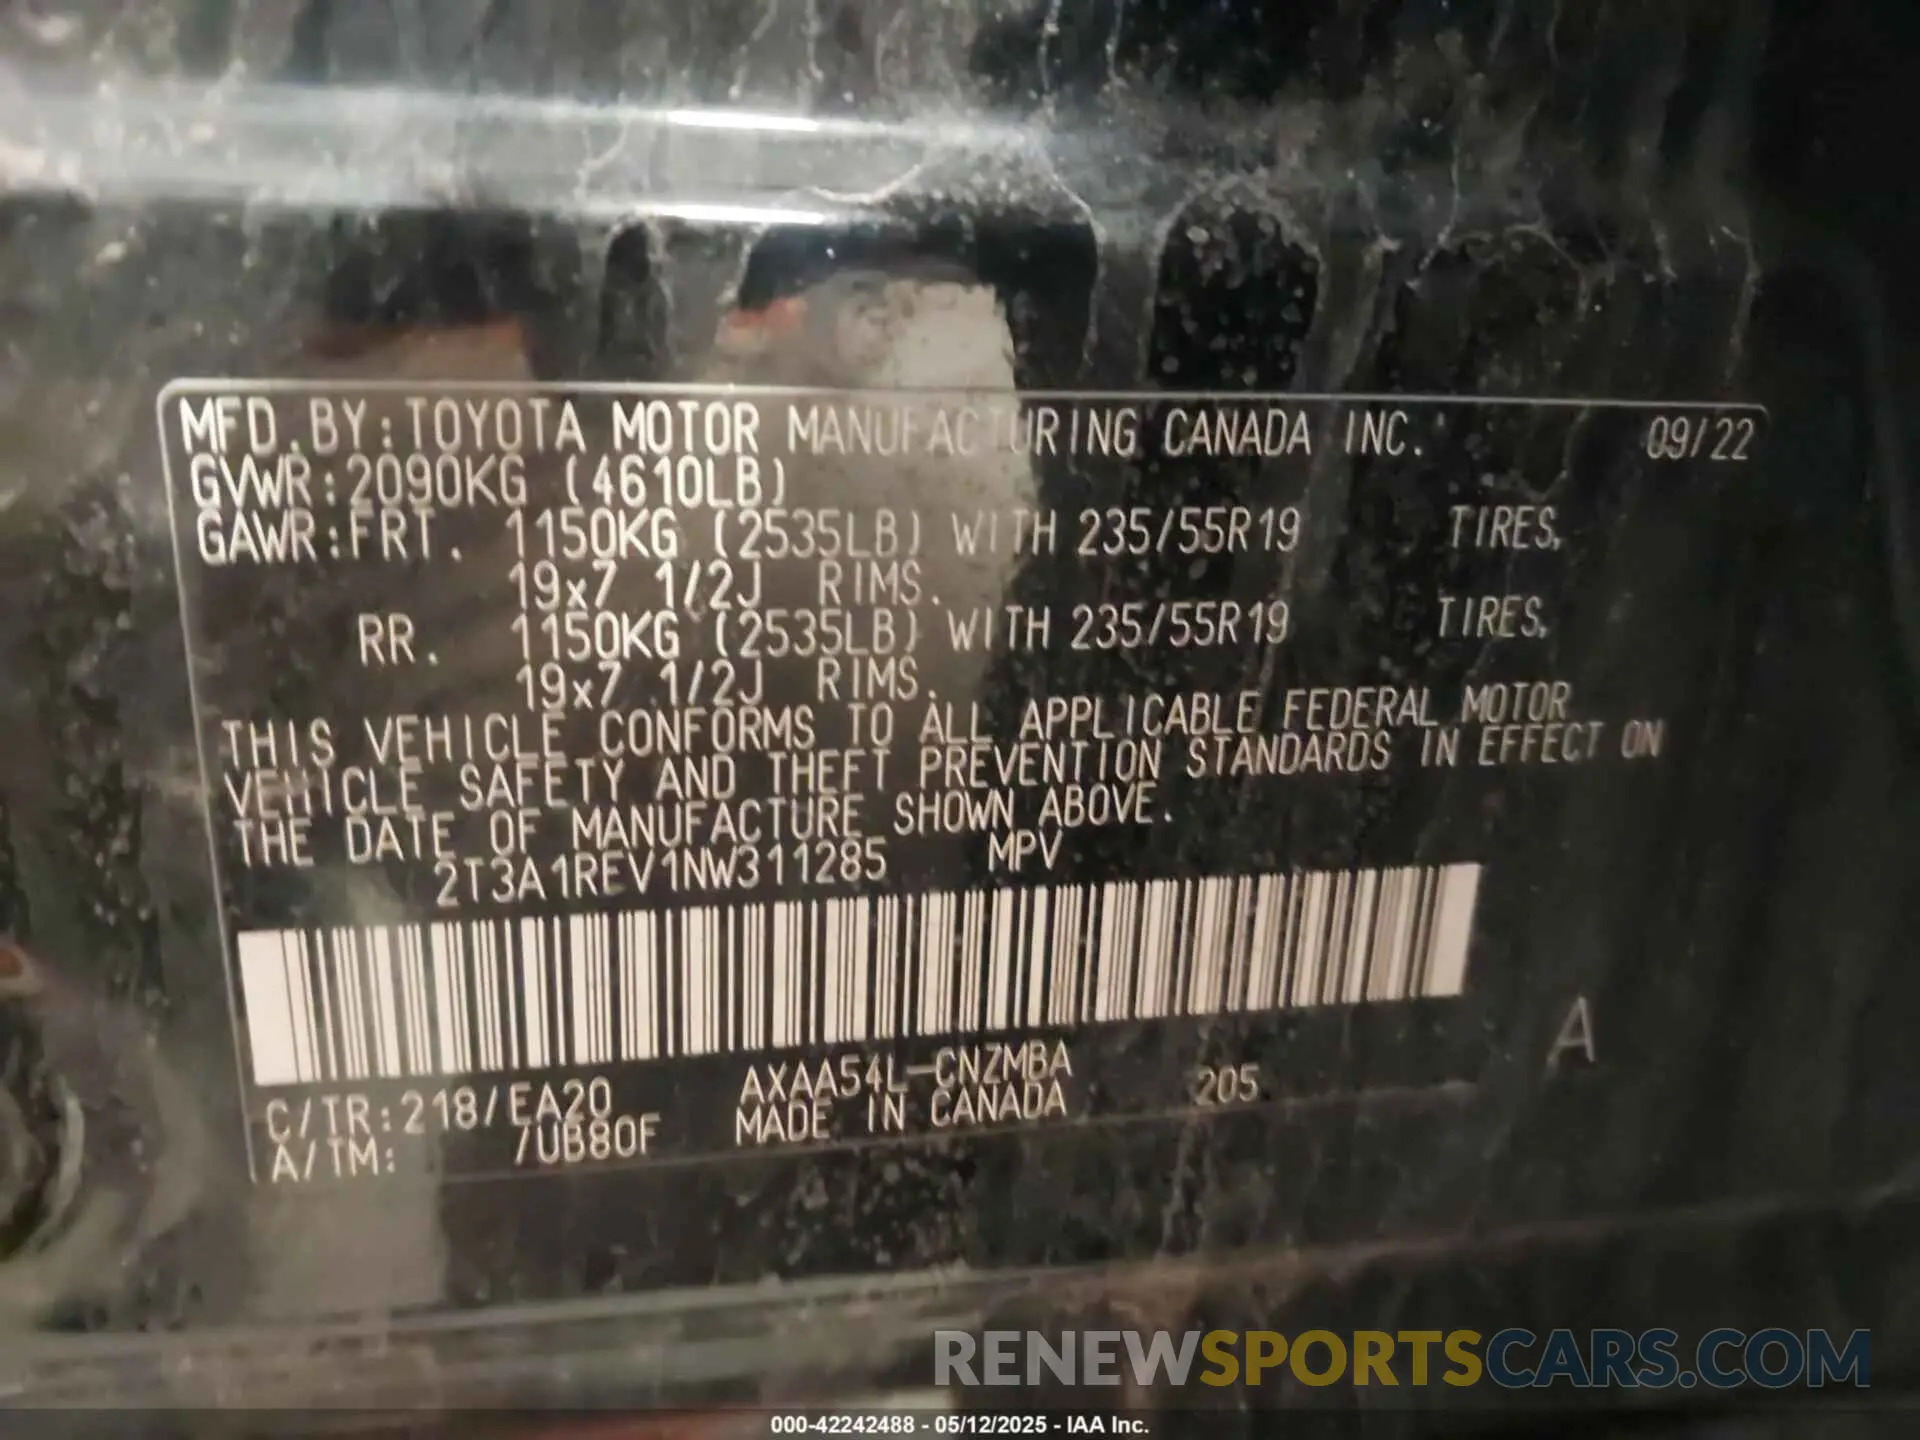 MFD.BY:TOYOTA MOTOR MANUFACTURING CANADA INC. 09/22
GVWR:2090KG (4610LB)
GAWR:FRT. 1150KG (2535LB) WITH 235/55R19 TIRES,
19x7 1/2J RIMS.
RR. 1150KG (2535LB) WITH 235/55R19 TIRES,
19x7 1/2J RIMS.
THIS VEHICLE CONFORMS TO ALL APPLICABLE FEDERAL MOTOR
VEHICLE SAFETY AND THEFT PREVENTION STANDARDS IN EFFECT ON
THE DATE OF MANUFACTURE SHOWN ABOVE.
2T3A1REV1NW311285 MPV
A
C/TR:218/EA20 AXAA54L-CNZMBA 205
A/TM: /UB80F MADE IN CANADA
RENEWSPORTSCARS.COM
000-42242488 - 05/12/2025 - IAA Inc.